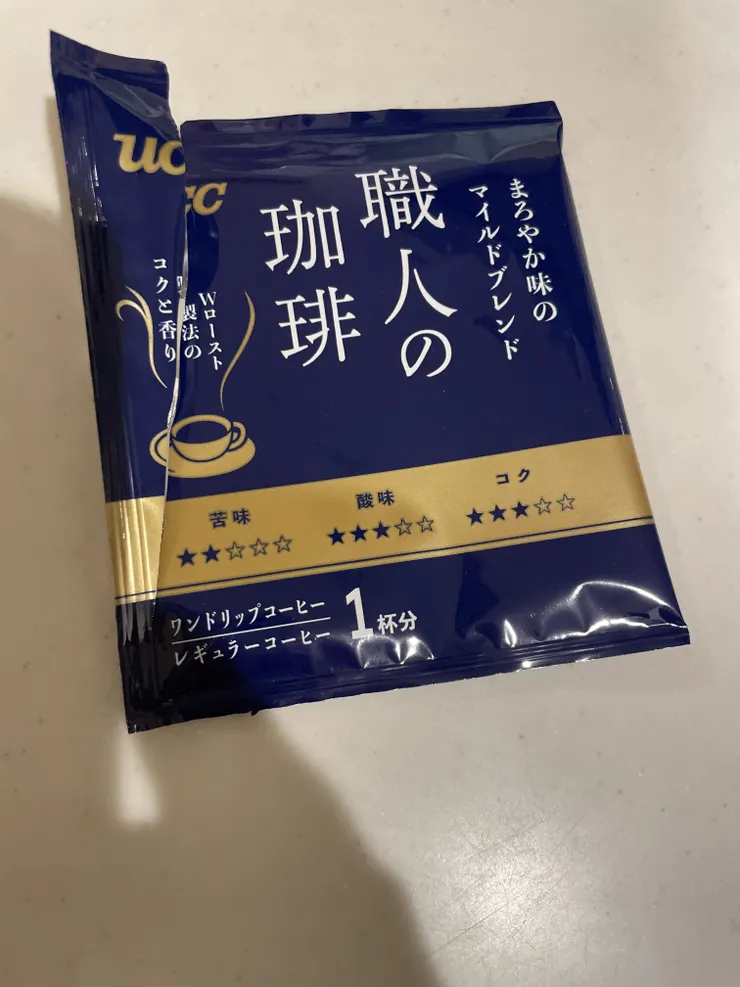 ucc
まろやか味の
マイルドブレンド
職人の
珈琲
Wロースト
製法の
コクと香り
苦味
★★☆☆☆
酸味
★★★☆☆
コク
★★★☆☆
ワンドリップコーヒー
レギュラーコーヒー
1杯分